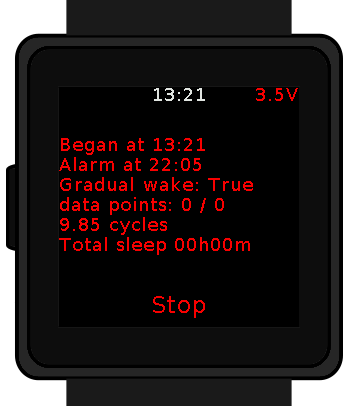 13:21 3.5V
Began at 13:21
Alarm at 22:05
Gradual wake: True
data points: 0 / 0
9.85 cycles
Total sleep 00h00m
Stop